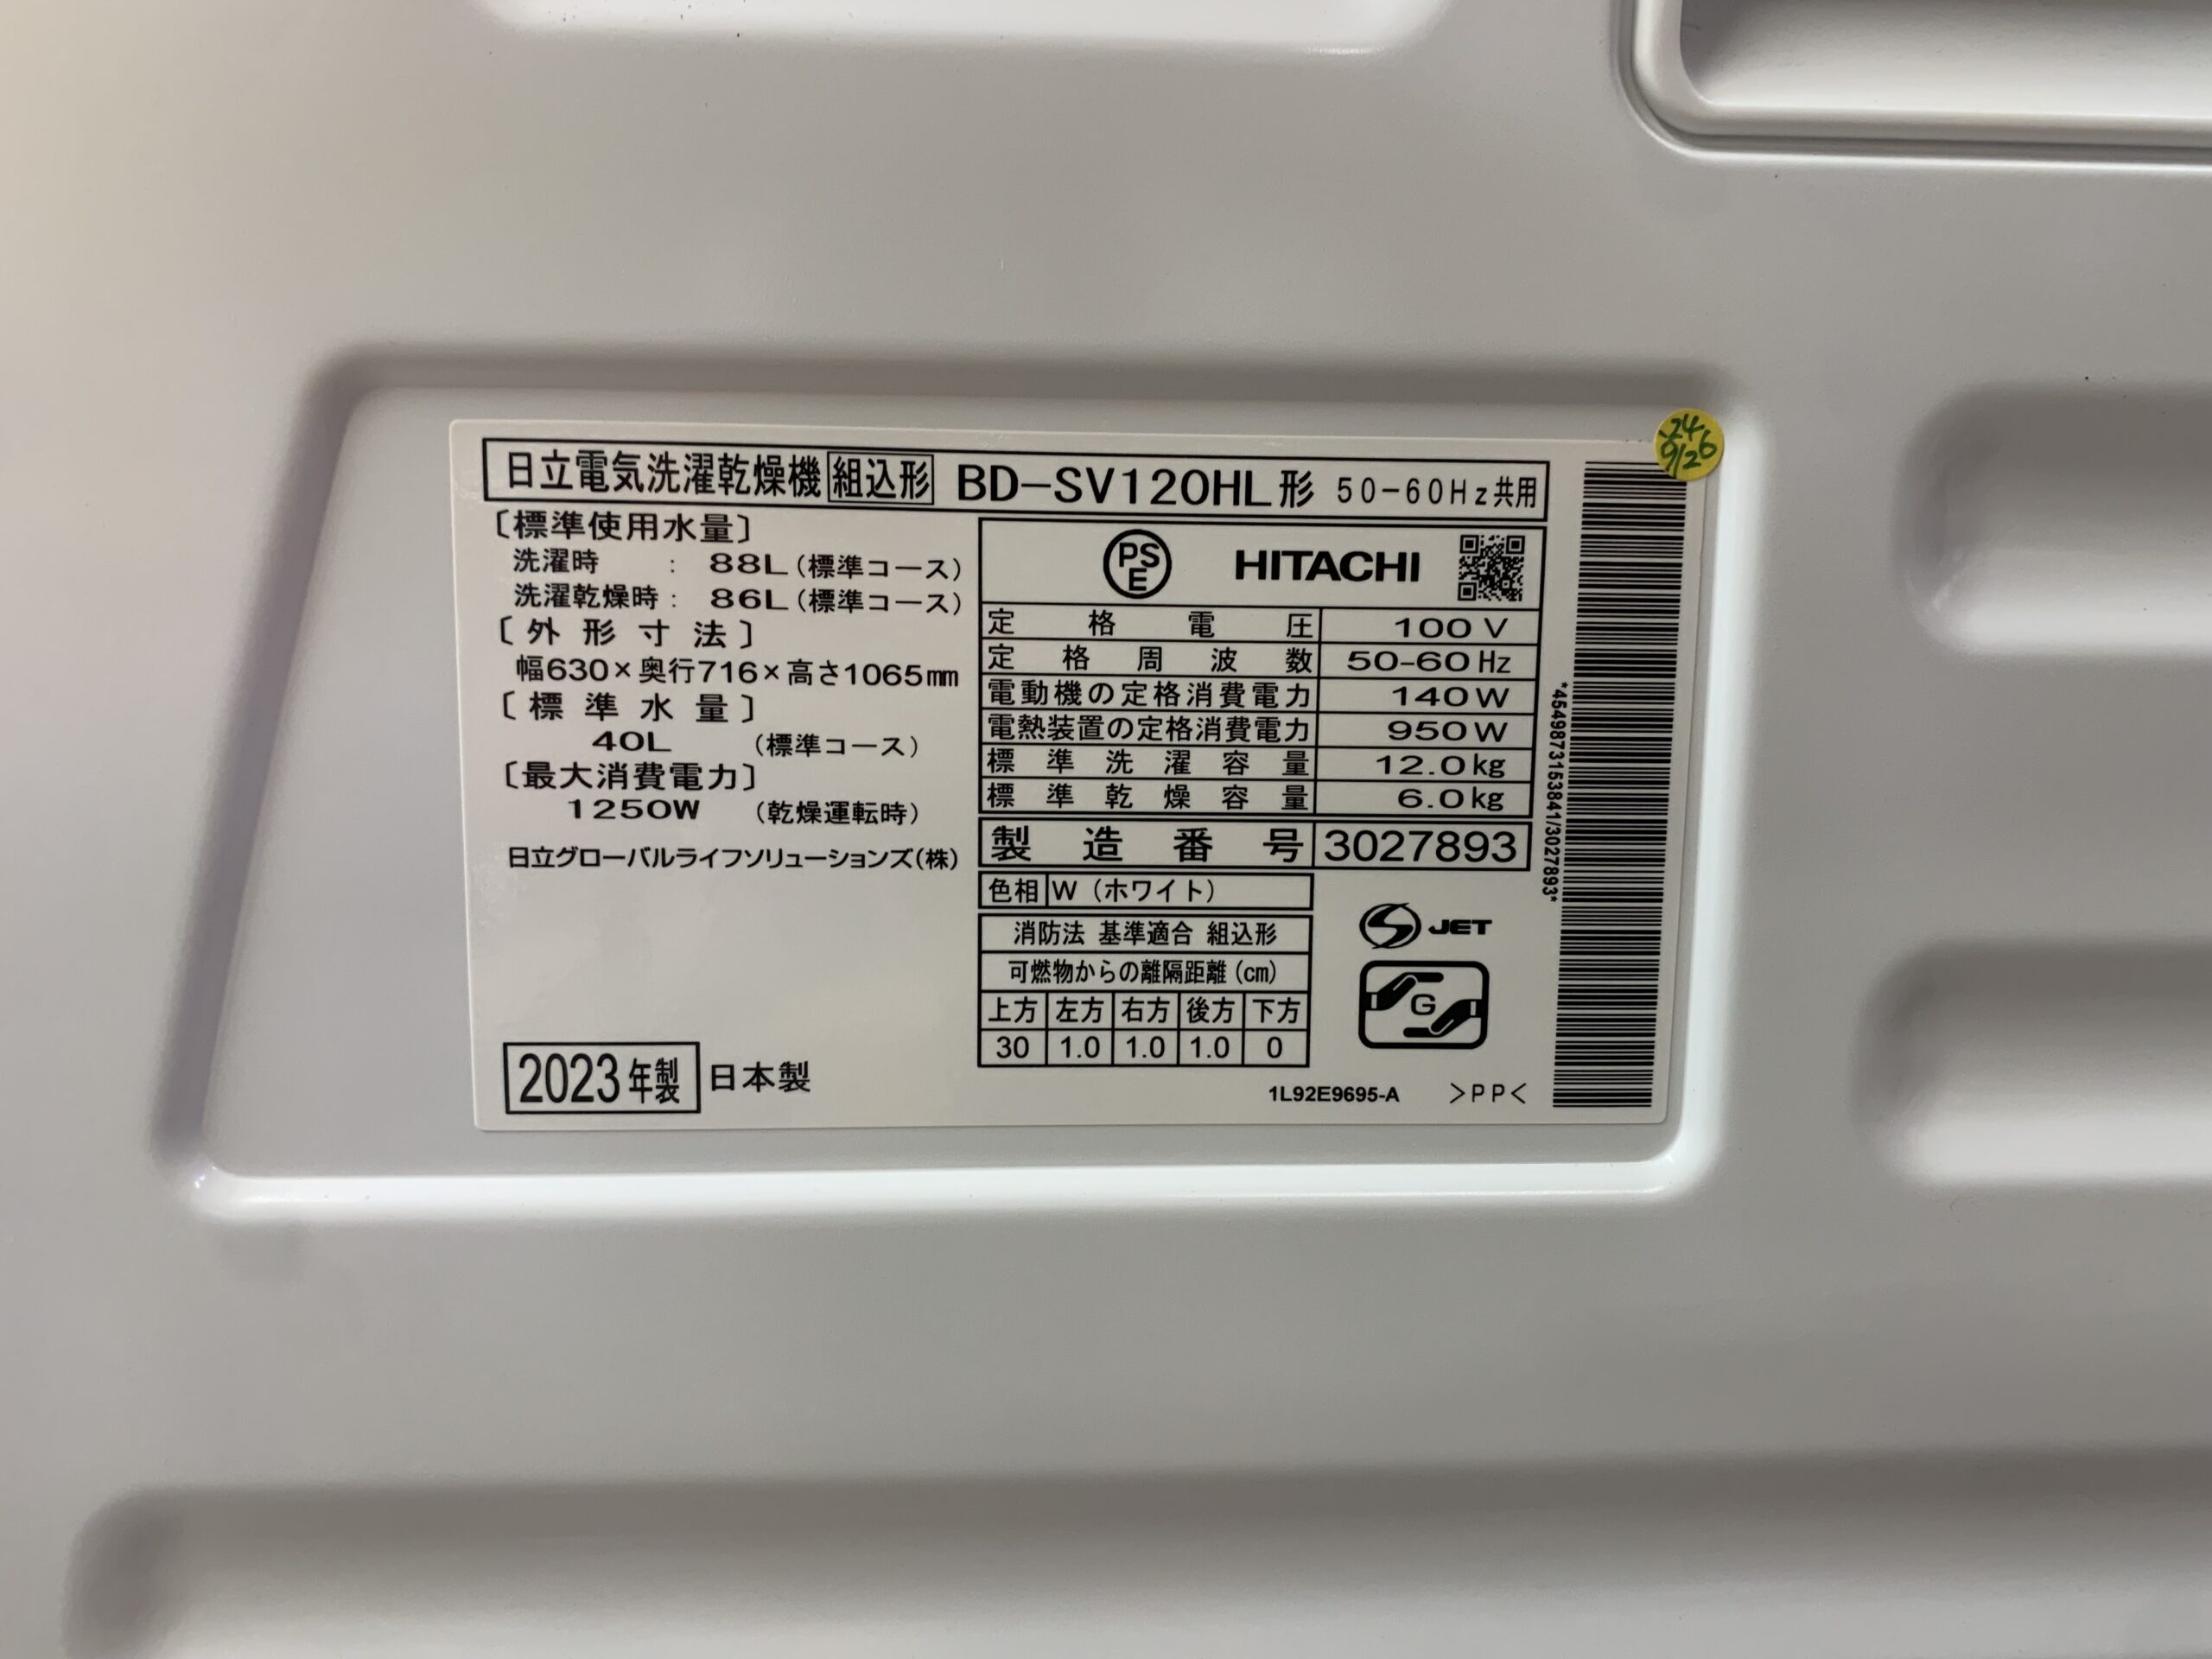 '24
9/26
日立電気洗濯乾燥機 組込形 BD-SV120HL形 50-60Hz共用
〔標準使用水量〕
洗濯時 : 88L(標準コース)
洗濯乾燥時: 86L(標準コース)
〔外形寸法〕
幅630×奥行716×高さ1065mm
〔標準水量〕
40L (標準コース)
〔最大消費電力〕
1250W (乾燥運転時)
日立グローバルライフソリューションズ(株)
2023年製 日本製
PSE HITACHI
定格電圧 100V
定格周波数 50-60Hz
電動機の定格消費電力 140W
電熱装置の定格消費電力 950W
標準洗濯容量 12.0kg
標準乾燥容量 6.0kg
製造番号 3027893
色相 W(ホワイト)
消防法 基準適合 組込形
可燃物からの離隔距離(cm)
上方 左方 右方 後方 下方
30 1.0 1.0 1.0 0
S JET
G
1L92E9695-A >PP<
*4549873153841/3027893*